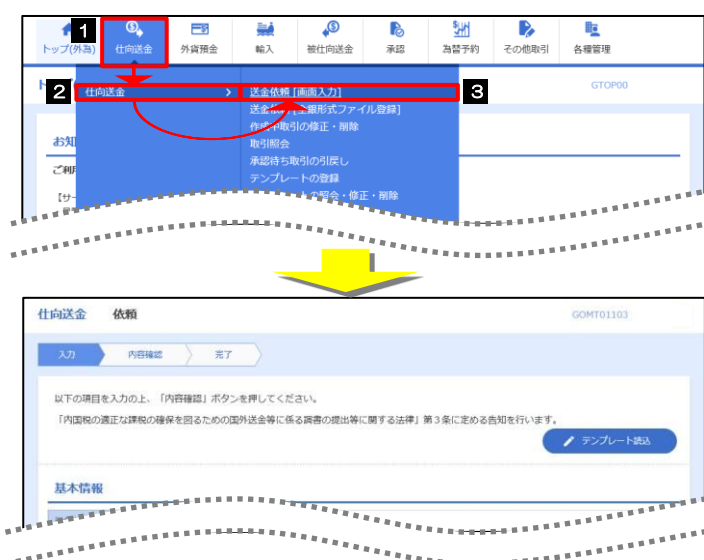 1
トップ(外為) 仕向送金 外貨預金 輸入 被仕向送金 承認 為替予約 その他取引 各種管理
GTOP00
2 仕向送金 > 送金依頼 [画面入力] 3
送金依頼 [全銀形式ファイル登録]
作成中取引の修正・削除
お知
取引照会
承認待ち取引の引戻し
ご利用
テンプレートの登録
の照会・修正・削除
【サー
仕向送金 依頼 GOMT01103
入力 内容確認 完了
以下の項目を入力の上、「内容確認」ボタンを押してください。
「内国税の適正な課税の確保を図るための国外送金等に係る調書の提出等に関する法律」第3条に定める告知を行います。
テンプレート読込
基本情報